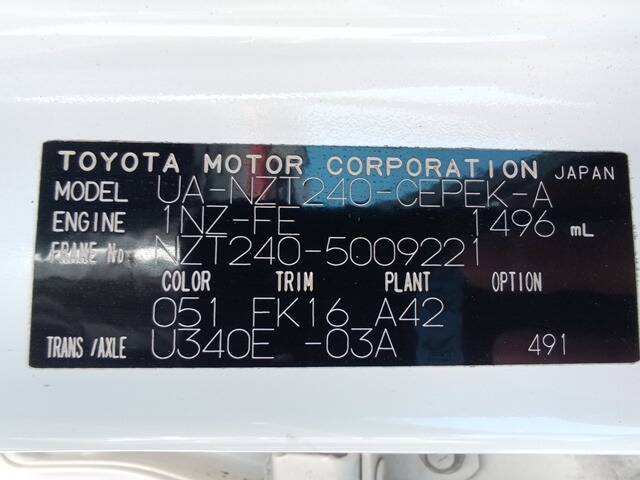 TOYOTA MOTOR CORPORATION JAPAN
MODEL UA-NZT240-CEPEK-A
ENGINE 1NZ-FE 1496 mL
FRAME No. NZT240-5009221
COLOR TRIM PLANT OPTION
051 FK16 A42
TRANS/AXLE U340E -03A 491